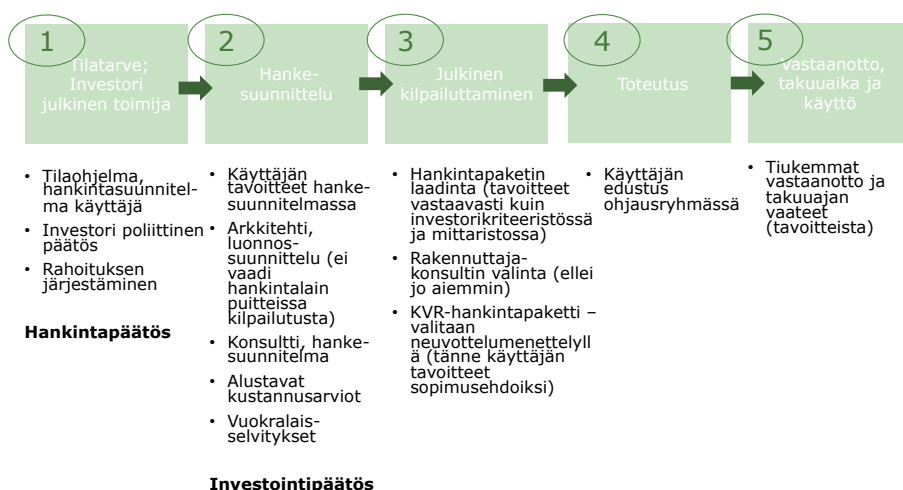 1
Tilatarve;
Investori
julkinen toimija
2
Hanke-
suunnittelu
3
Julkinen
kilpailuttaminen
4
Toteutus
5
Vastaanotto,
takuuaika ja
käyttö
• Tilaohjelma,
hankintasuunnitel-
ma käyttäjä
• Investori poliittinen
päätös
• Rahoituksen
järjestäminen
Hankintapäätös
• Käyttäjän
tavoitteet hanke-
suunnitelmassa
• Arkkitehti,
luonnos-
suunnittelu (ei
vaadi
hankintalain
puitteissa
kilpailutusta)
• Konsultti, hanke-
suunnitelma
• Alustavat
kustannusarviot
• Vuokralais-
selvitykset
Investointipäätös
• Hankintapaketin
laadinta (tavoitteet
vastaavasti kuin
investorikriteeristössä
ja mittaristossa)
• Rakennuttaja-
konsultin valinta (ellei
jo aiemmin)
• KVR-hankintapaketti –
valitaan
neuvottelumenettelyll
ä (tänne käyttäjän
tavoitteet
sopimusehdoiksi)
• Käyttäjän
edustus
ohjausryhmässä
• Tiukemmat
vastaanotto ja
takuuajan
vaateet
(tavoitteista)